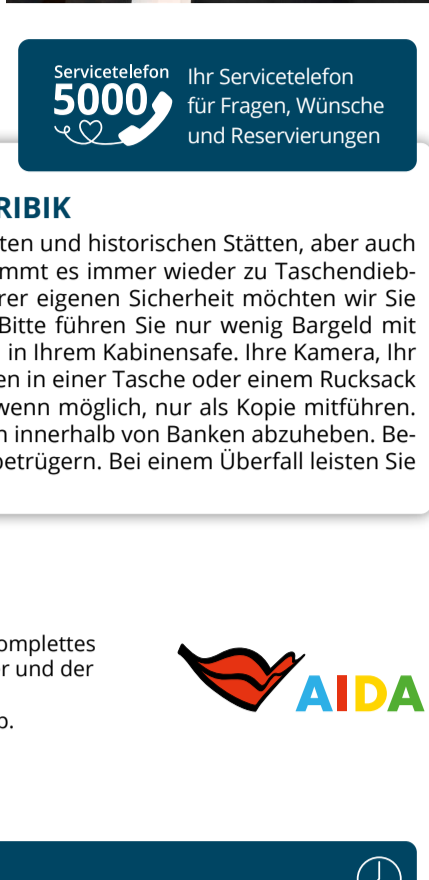 Servicetelefon
5000
Ihr Servicetelefon
für Fragen, Wünsche
und Reservierungen
RIBIK
ten und historischen Stätten, aber auch
mmt es immer wieder zu Taschendieb-
rer eigenen Sicherheit möchten wir Sie
Bitte führen Sie nur wenig Bargeld mit
in Ihrem Kabinensafe. Ihre Kamera, Ihr
en in einer Tasche oder einem Rucksack
wenn möglich, nur als Kopie mitführen.
n innerhalb von Banken abzuheben. Be-
betrügern. Bei einem Überfall leisten Sie
omplettes
r und der
b.
AIDA